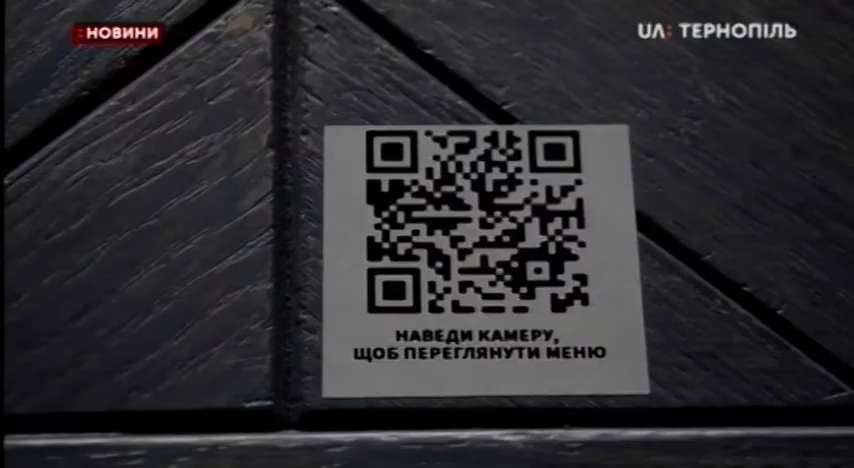 НОВИНИ
UA: ТЕРНОПІЛЬ
НАВЕДИ КАМЕРУ,
ЩОБ ПЕРЕГЛЯНУТИ МЕНЮ